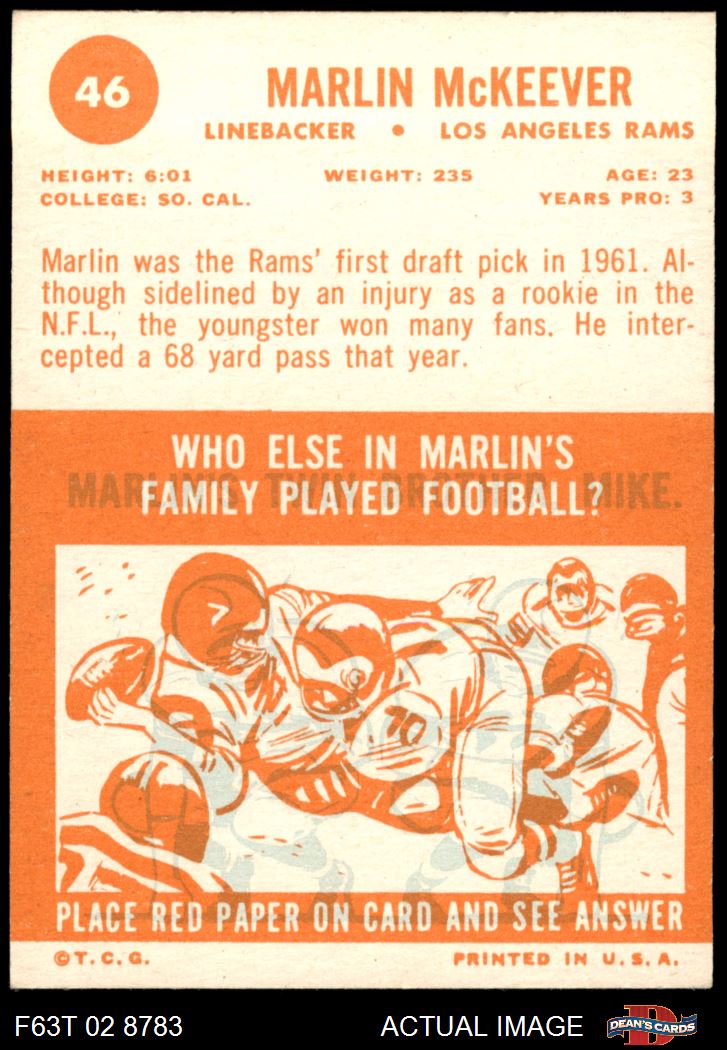 46
MARLIN McKEEVER
LINEBACKER • LOS ANGELES RAMS
HEIGHT: 6:01 WEIGHT: 235 AGE: 23
COLLEGE: SO. CAL. YEARS PRO: 3
Marlin was the Rams' first draft pick in 1961. Al-
though sidelined by an injury as a rookie in the
N.F.L., the youngster won many fans. He inter-
cepted a 68 yard pass that year.
WHO ELSE IN MARLIN'S
MARLIN'S TWIN BROTHER, MIKE.
FAMILY PLAYED FOOTBALL?
70
PLACE RED PAPER ON CARD AND SEE ANSWER
©T.C.G. PRINTED IN U.S.A.
F63T 02 8783 ACTUAL IMAGE DEAN'S CARDS